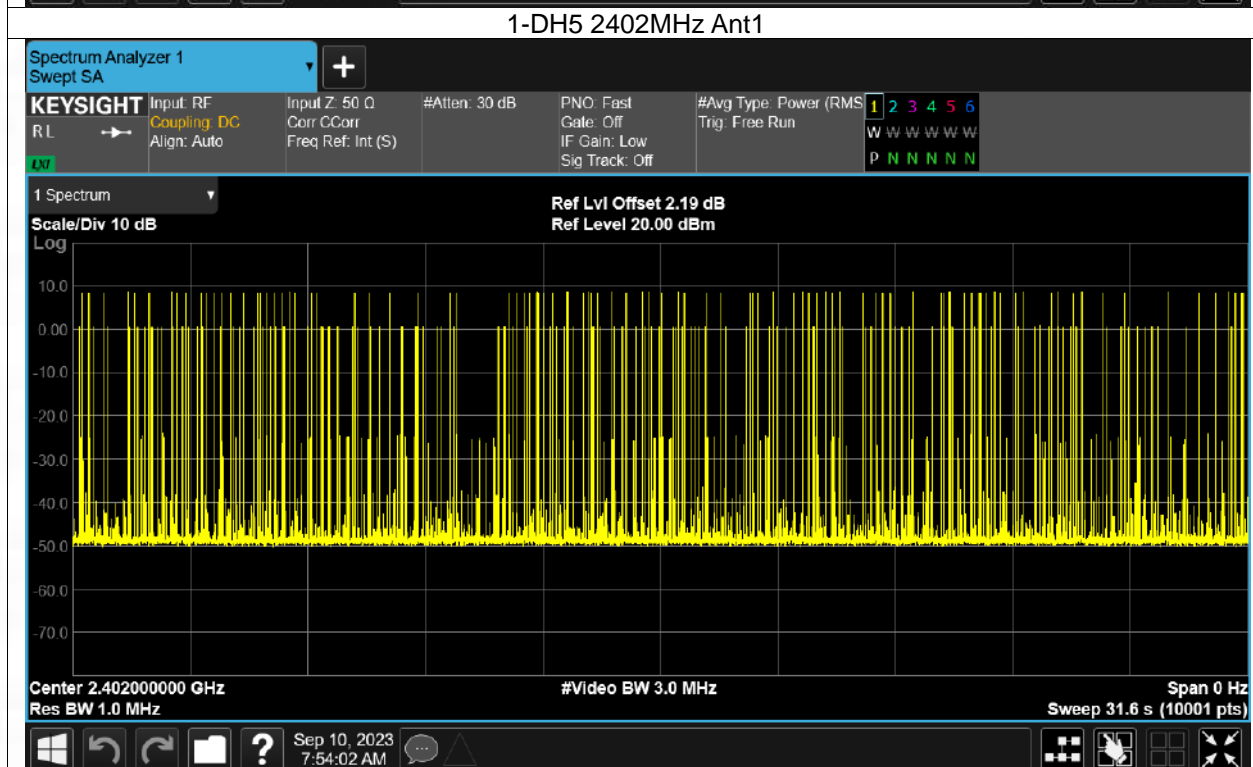 1-DH5 2402MHz Ant1
Spectrum Analyzer 1
Swept SA
+
KEYSIGHT
RL
LXI
Input: RF
Coupling: DC
Align: Auto
Input Z: 50 Ω
Corr CCorr
Freq Ref: Int (S)
#Atten: 30 dB
PNO: Fast
Gate: Off
IF Gain: Low
Sig Track: Off
#Avg Type: Power (RMS
Trig: Free Run
1 2 3 4 5 6
W W W W W W
P N N N N N
1 Spectrum
Scale/Div 10 dB
Ref Lvl Offset 2.19 dB
Ref Level 20.00 dBm
Log
10.0
0.00
-10.0
-20.0
-30.0
-40.0
-50.0
-60.0
-70.0
Center 2.402000000 GHz
Res BW 1.0 MHz
#Video BW 3.0 MHz
Span 0 Hz
Sweep 31.6 s (10001 pts)
?
Sep 10, 2023
7:54:02 AM